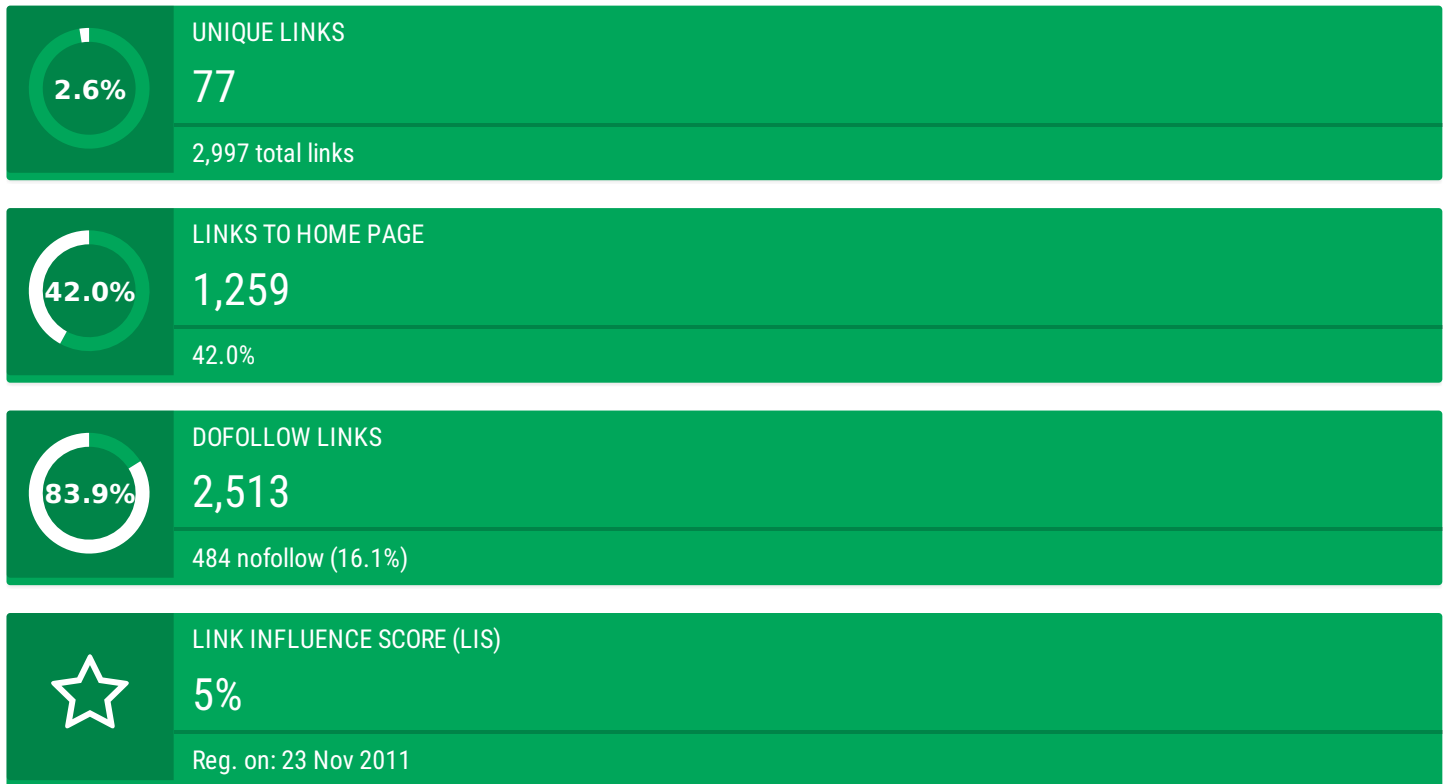 2.6%
UNIQUE LINKS
77
2,997 total links
42.0%
LINKS TO HOME PAGE
1,259
42.0%
83.9%
DOFOLLOW LINKS
2,513
484 nofollow (16.1%)
LINK INFLUENCE SCORE (LIS)
5%
Reg. on: 23 Nov 2011